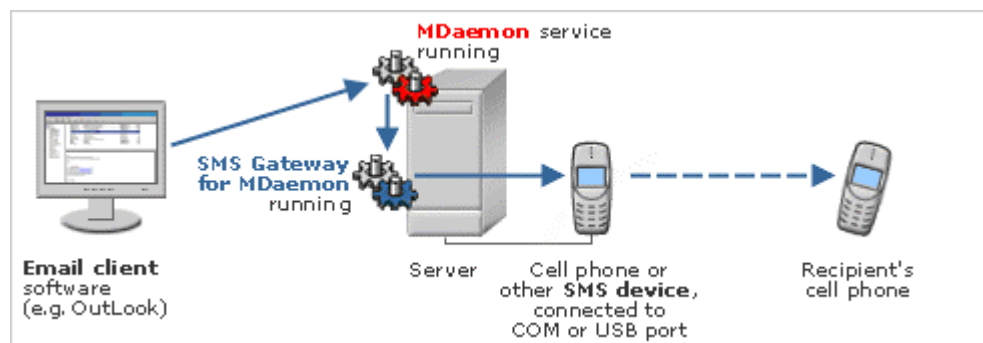 MDaemon service
running
SMS Gateway
for MDaemon
running
Email client
software
(e.g. OutLook)
Server
Cell phone or
other SMS device,
connected to
COM or USB port
Recipient's
cell phone